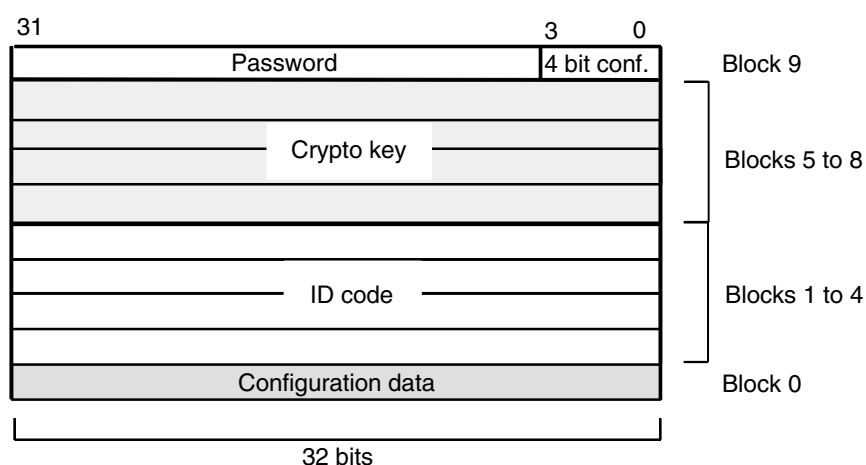 31 3 0
Password 4 bit conf. Block 9
Crypto key Blocks 5 to 8
ID code Blocks 1 to 4
Configuration data Block 0
32 bits